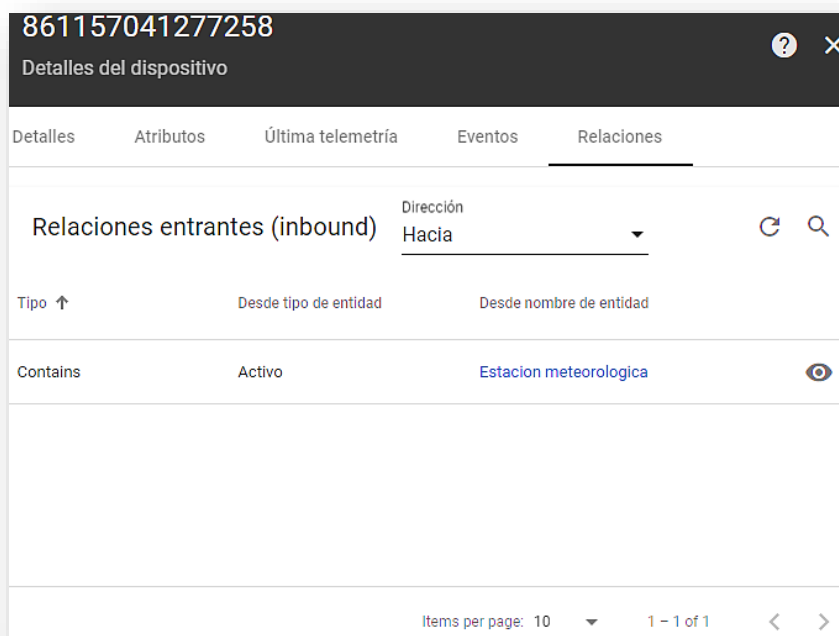 861157041277258
Detalles del dispositivo
Detalles Atributos Última telemetría Eventos Relaciones
Relaciones entrantes (inbound)
Dirección
Hacia
Tipo Desde tipo de entidad Desde nombre de entidad
Contains Activo Estacion meteorologica
Items per page: 10 1 – 1 of 1